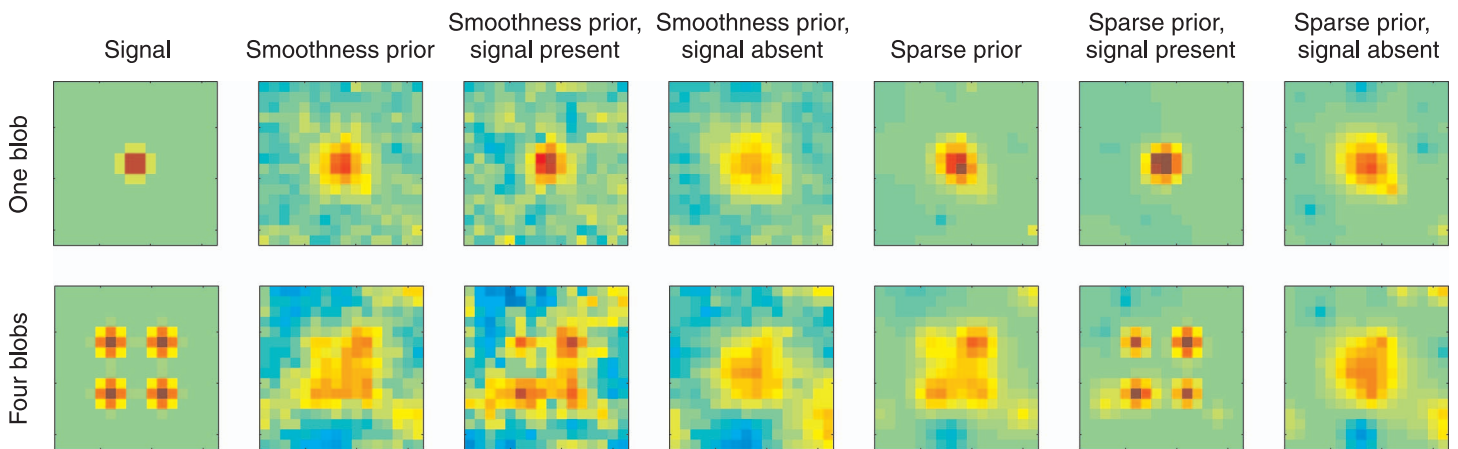 Signal
Smoothness prior
Smoothness prior,
signal present
Smoothness prior,
signal absent
Sparse prior
Sparse prior,
signal present
Sparse prior,
signal absent
One blob
Four blobs